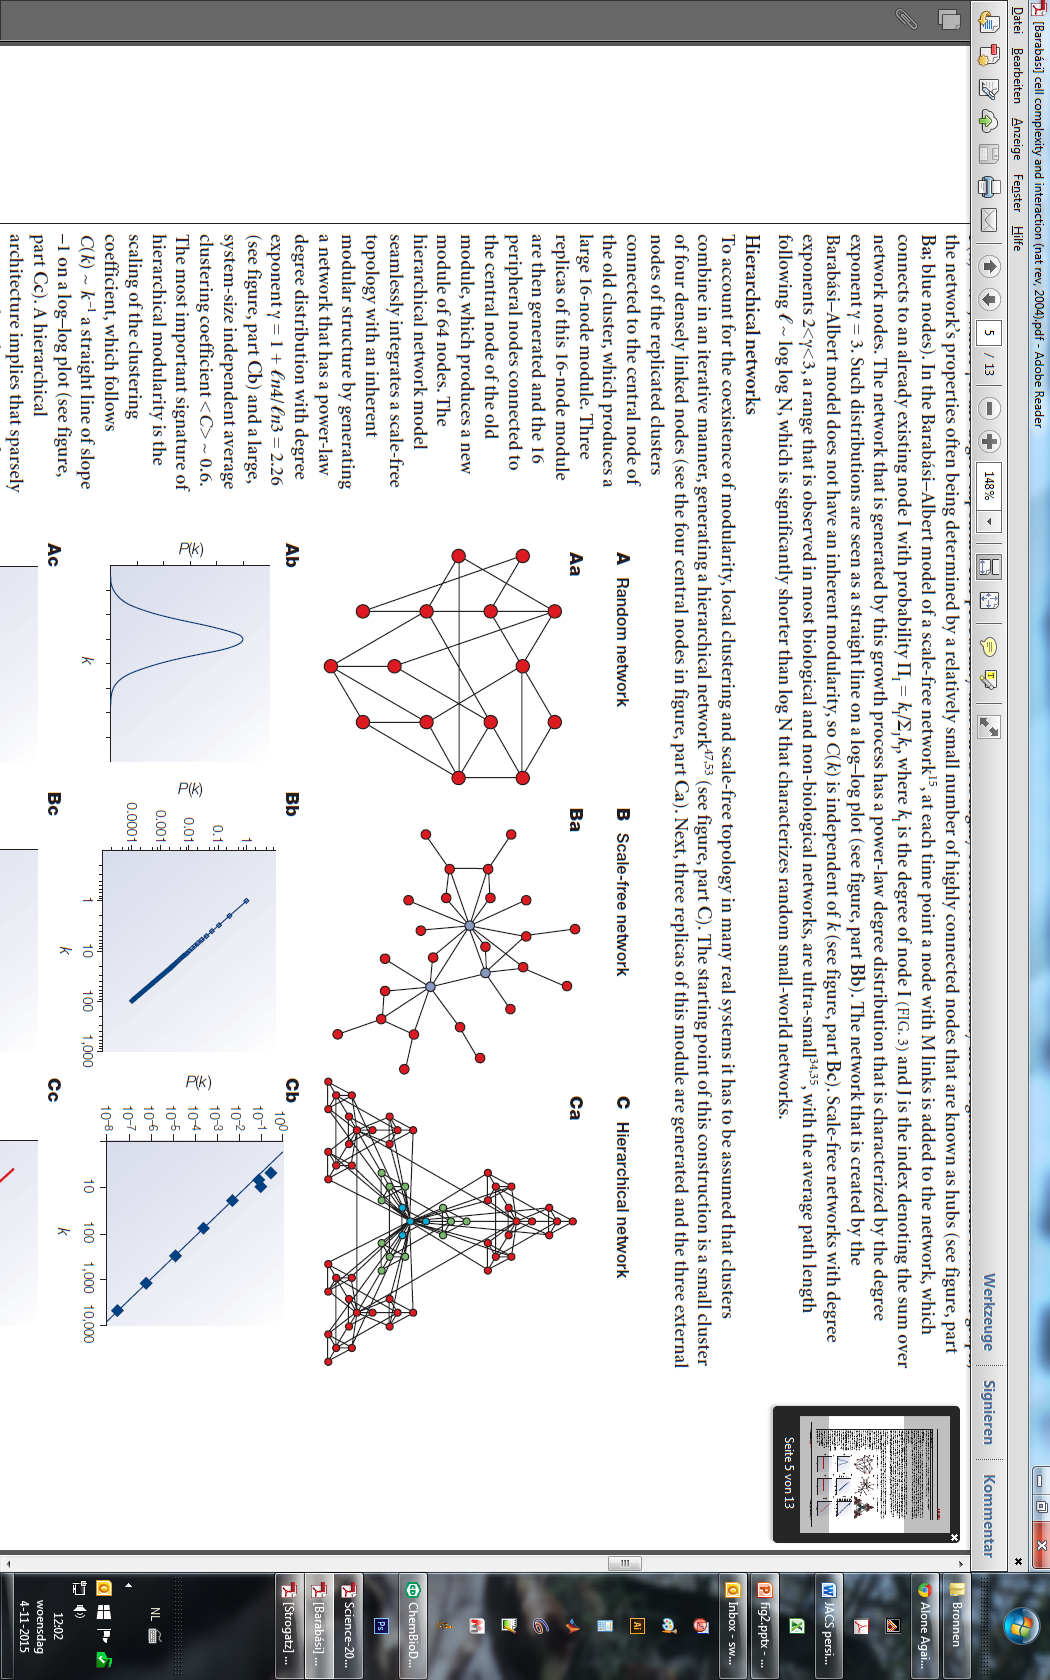 [Barabási] cell complexity and interaction (nat rev, 2004).pdf - Adobe Reader
Datei Bearbeiten Anzeige Fenster Hilfe
5 / 13 148% Werkzeuge Signieren Kommentar
the network's properties often being determined by a relatively small number of highly connected nodes that are known as hubs (see figure, part
Ba; blue nodes). In the Barabási–Albert model of a scale-free network15, at each time point a node with M links is added to the network, which
connects to an already existing node I with probability ΠI = kI/ΣJkJ, where kI is the degree of node I (FIG. 3) and J is the index denoting the sum over
network nodes. The network that is generated by this growth process has a power-law degree distribution that is characterized by the degree
exponent γ = 3. Such distributions are seen as a straight line on a log–log plot (see figure, part Bb). The network that is created by the
Barabási–Albert model does not have an inherent modularity, so C(k) is independent of k (see figure, part Bc). Scale-free networks with degree
exponents 2<γ<3, a range that is observed in most biological and non-biological networks, are ultra-small34,35, with the average path length
following ℓ ~ log log N, which is significantly shorter than log N that characterizes random small-world networks.
Hierarchical networks
To account for the coexistence of modularity, local clustering and scale-free topology in many real systems it has to be assumed that clusters
combine in an iterative manner, generating a hierarchical network47,53 (see figure, part C). The starting point of this construction is a small cluster
of four densely linked nodes (see the four central nodes in figure, part Ca). Next, three replicas of this module are generated and the three external
nodes of the replicated clusters
connected to the central node of
the old cluster, which produces a
large 16-node module. Three
replicas of this 16-node module
are then generated and the 16
peripheral nodes connected to
the central node of the old
module, which produces a new
module of 64 nodes. The
hierarchical network model
seamlessly integrates a scale-free
topology with an inherent
modular structure by generating
a network that has a power-law
degree distribution with degree
exponent γ = 1 + ℓn4/ℓn3 = 2.26
(see figure, part Cb) and a large,
system-size independent average
clustering coefficient <C> ~ 0.6.
The most important signature of
hierarchical modularity is the
scaling of the clustering
coefficient, which follows
C(k) ~ k−1 a straight line of slope
−1 on a log–log plot (see figure,
part Cc). A hierarchical
architecture implies that sparsely
A Random network
B Scale-free network
C Hierarchical network
Aa
Ba
Ca
Ab
Bb
Cb
P(k)
k
P(k)
1
0.1
0.01
0.001
0.0001
1 10 100 1,000
k
P(k)
10⁰
10⁻¹
10⁻²
10⁻³
10⁻⁴
10⁻⁵
10⁻⁶
10⁻⁷
10⁻⁸
10 100 1,000 10,000
k
Ac
Bc
Cc
Seite 5 von 13
Bronnen
Alone Agai...
JACS persi...
fig2.pptx - ...
Inbox - sw...
ChemBioD...
Science-20...
[Barabási] ...
[Strogatz] ...
NL
12:02
woensdag
4-11-2015